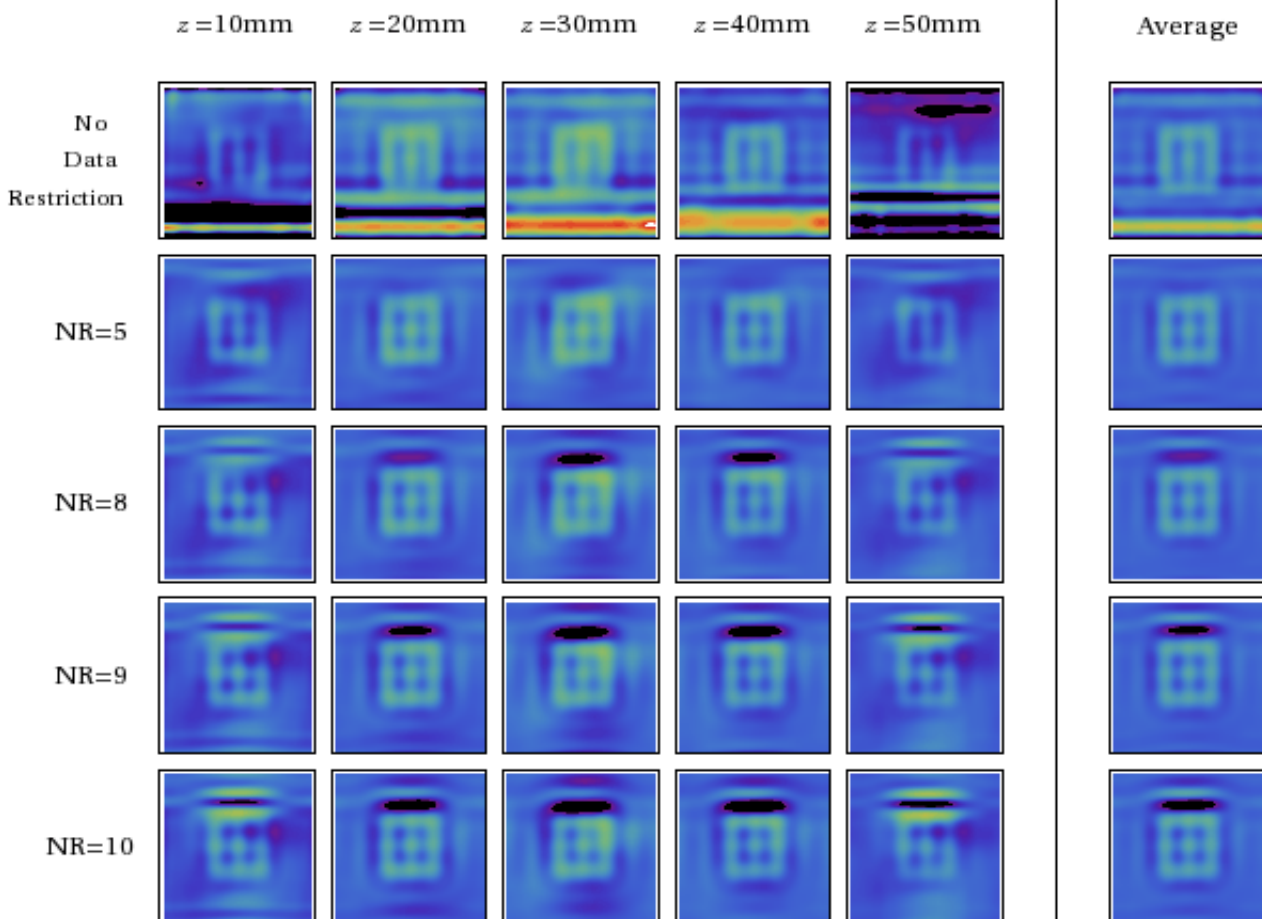 z =10mm z =20mm z =30mm z =40mm z =50mm Average
No
Data
Restriction
NR=5
NR=8
NR=9
NR=10